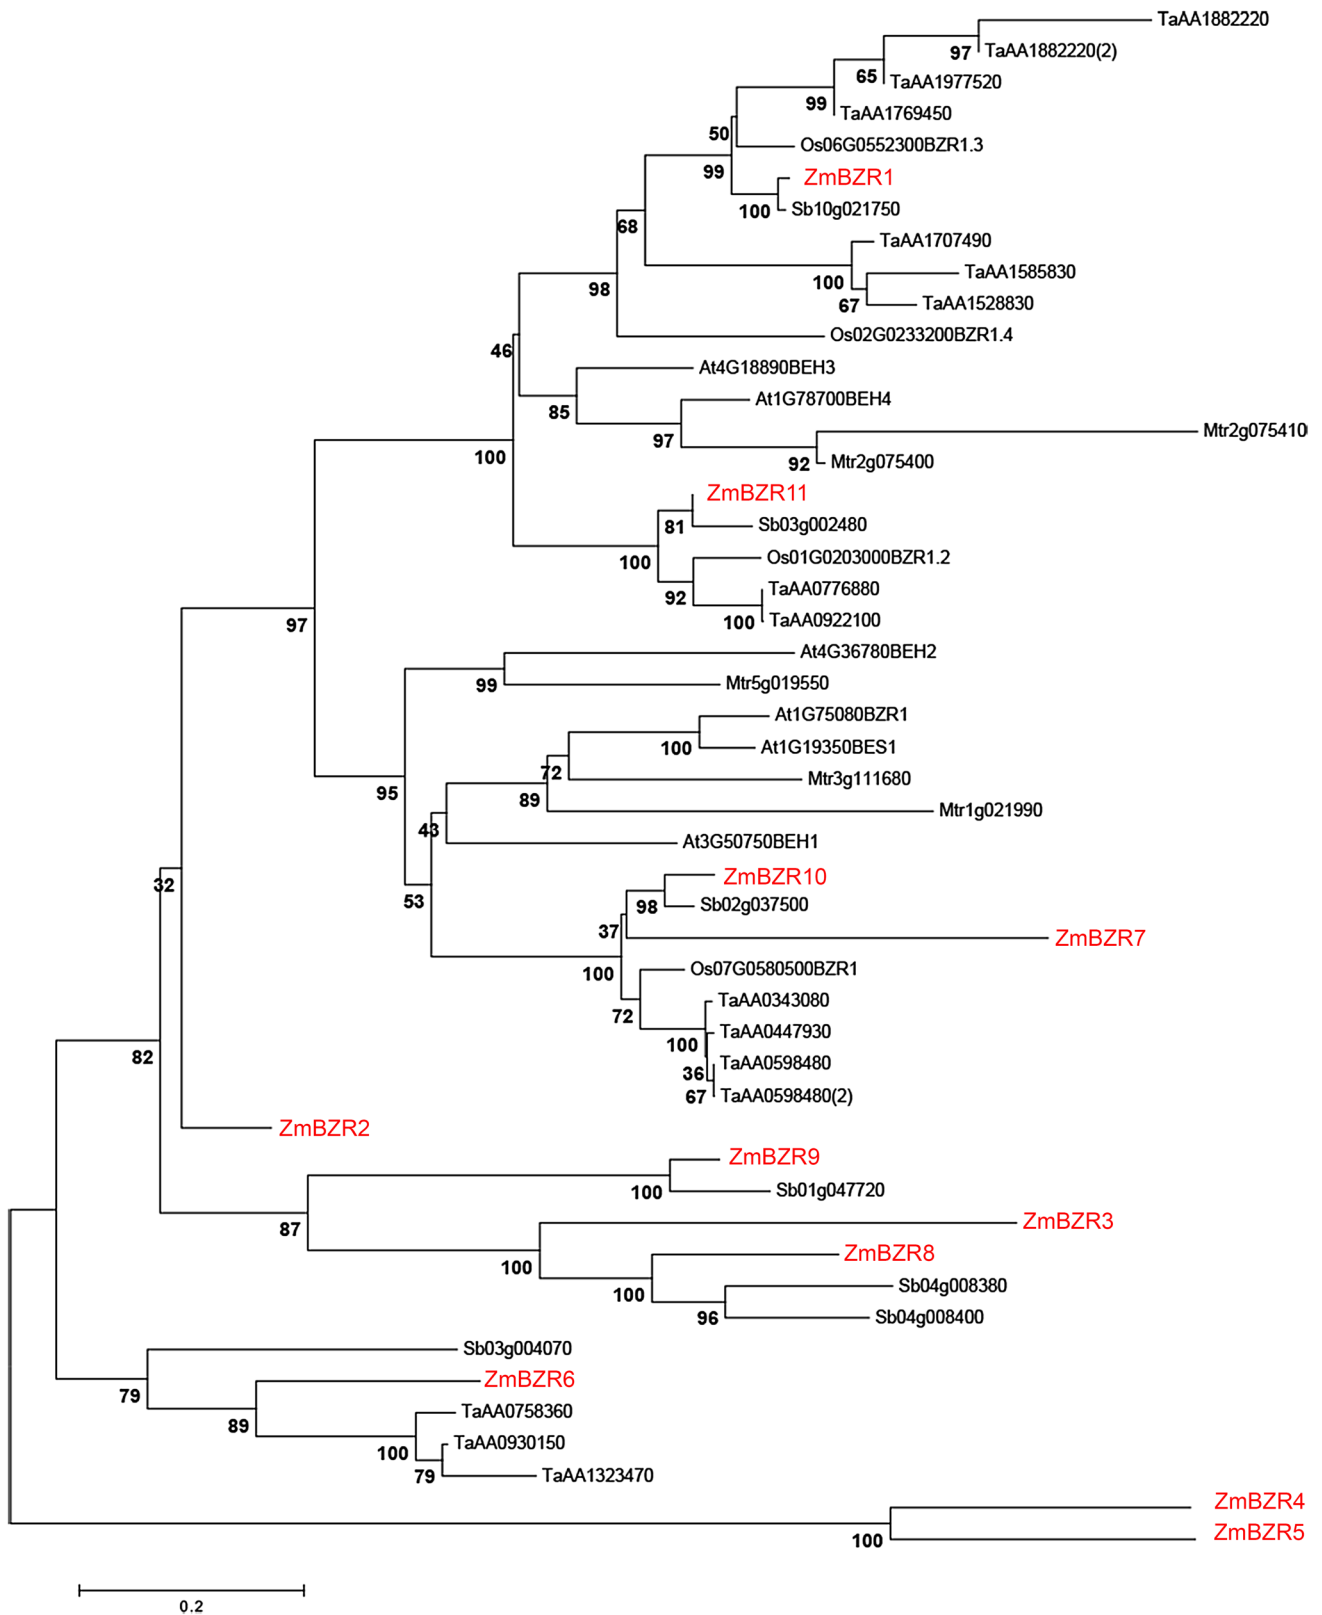 TaAA1882220
97
TaAA1882220(2)
65
TaAA1977520
99
TaAA1769450
50
Os06G0552300BZR1.3
99
ZmBZR1
100
Sb10g021750
68
TaAA1707490
100
TaAA1585830
98
67
TaAA1528830
Os02G0233200BZR1.4
46
At4G18890BEH3
85
At1G78700BEH4
97
Mtr2g075410
100
92
Mtr2g075400
ZmBZR11
81
Sb03g002480
100
Os01G0203000BZR1.2
92
TaAA0776880
100
TaAA0922100
97
At4G36780BEH2
99
Mtr5g019550
At1G75080BZR1
100
At1G19350BES1
72
Mtr3g111680
95
89
Mtr1g021990
43
At3G50750BEH1
32
ZmBZR10
53
98
Sb02g037500
37
ZmBZR7
100
Os07G0580500BZR1
72
TaAA0343080
100
TaAA0447930
82
36
TaAA0598480
67
TaAA0598480(2)
ZmBZR2
ZmBZR9
100
Sb01g047720
87
ZmBZR3
100
ZmBZR8
100
Sb04g008380
96
Sb04g008400
Sb03g004070
79
ZmBZR6
89
TaAA0758360
100
TaAA0930150
79
TaAA1323470
ZmBZR4
100
ZmBZR5
0.2